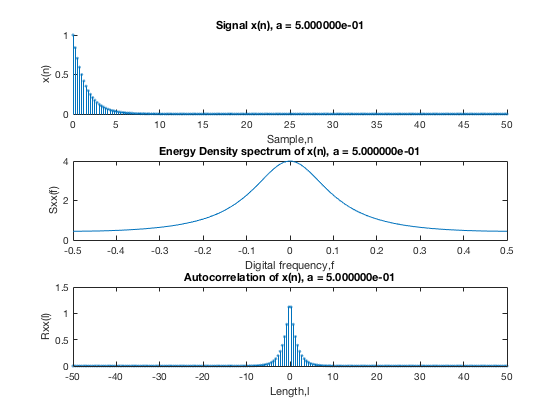 Signal x(n), a = 5.000000e-01
x(n)
1
0.5
0
0 5 10 15 20 25 30 35 40 45 50
Sample,n
Energy Density spectrum of x(n), a = 5.000000e-01
Sxx(f)
4
2
0
-0.5 -0.4 -0.3 -0.2 -0.1 0 0.1 0.2 0.3 0.4 0.5
Digital frequency,f
Autocorrelation of x(n), a = 5.000000e-01
Rxx(l)
1.5
1
0.5
0
-50 -40 -30 -20 -10 0 10 20 30 40 50
Length,l